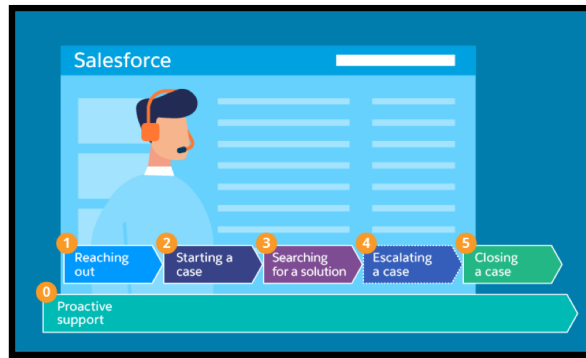 Salesforce
1
Reaching
out
2
Starting a
case
3
Searching
for a solution
4
Escalating
a case
5
Closing
a case
0
Proactive
support